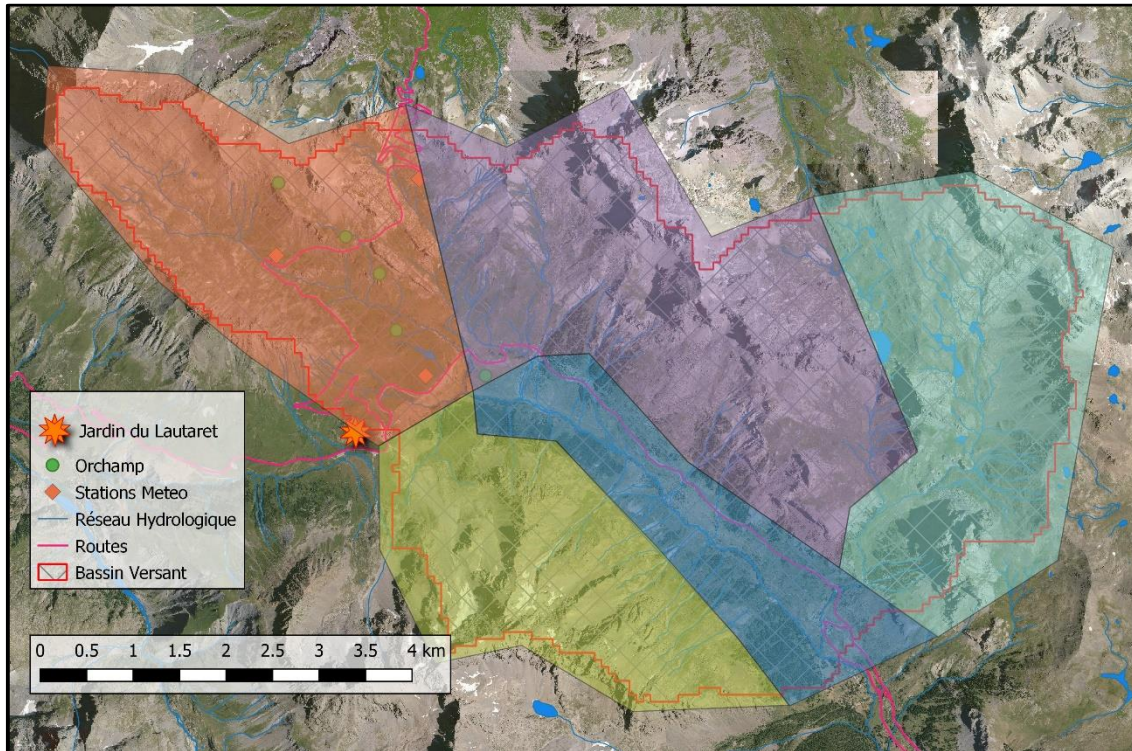 Jardin du Lautaret
Orchamp
Stations Meteo
Réseau Hydrologique
Routes
Bassin Versant
0 0.5 1 1.5 2 2.5 3 3.5 4 km